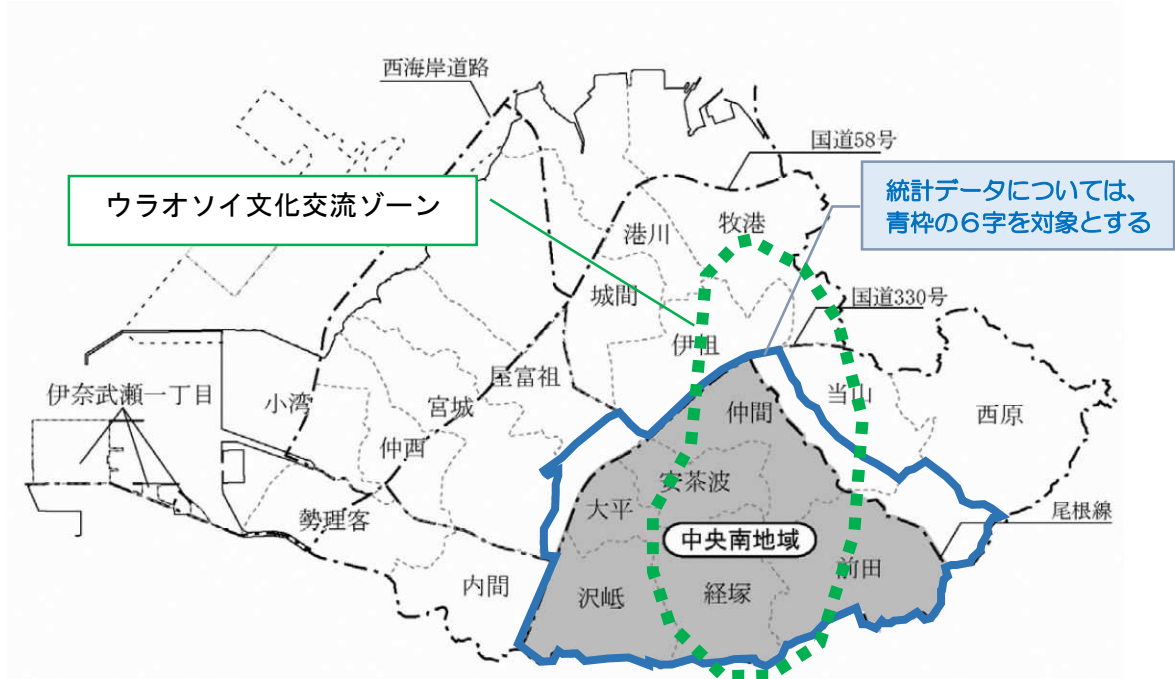 西海岸道路
国道58号
ウラオソイ文化交流ゾーン
統計データについては、
青枠の6字を対象とする
牧港
港川
城間
国道330号
伊祖
屋富祖
当山
伊奈武瀬一丁目
小湾
宮城
仲間
西原
仲西
安茶波
大平
尾根線
勢理客
中央南地域
前田
内間
沢岻
経塚